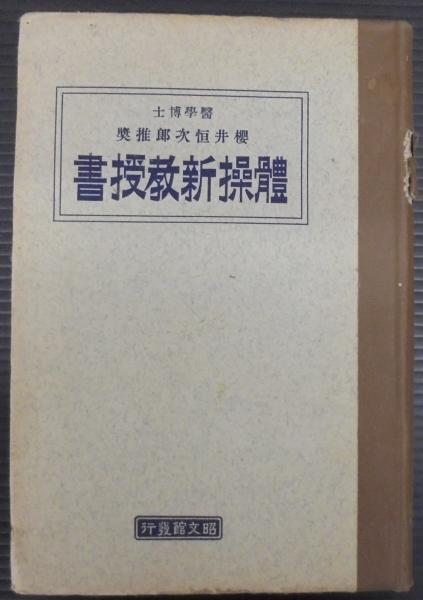 醫學博士
櫻井恒次郎推奬
體操新教授書
昭文館發行